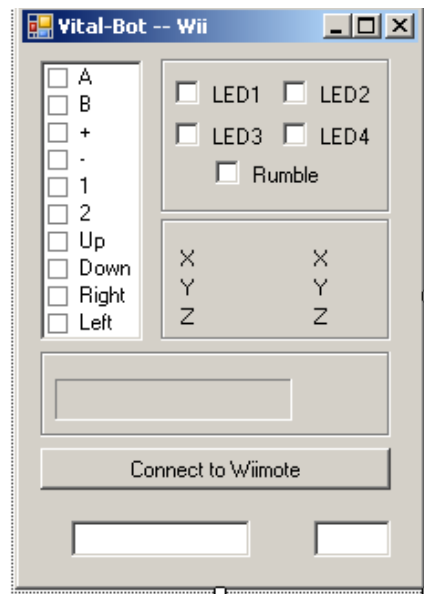 Vital-Bot -- Wii
A
B
+
-
1
2
Up
Down
Right
Left
LED1 LED2
LED3 LED4
Rumble
X X
Y Y
Z Z
Connect to Wiimote